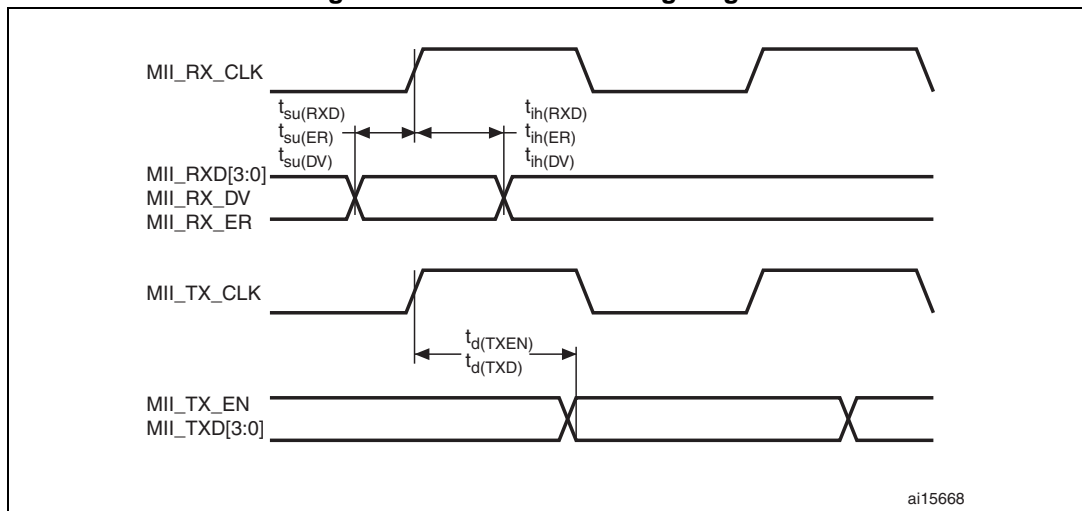 MII_RX_CLK
t_su(RXD)
t_su(ER)
t_su(DV)
t_ih(RXD)
t_ih(ER)
t_ih(DV)
MII_RXD[3:0]
MII_RX_DV
MII_RX_ER
MII_TX_CLK
t_d(TXEN)
t_d(TXD)
MII_TX_EN
MII_TXD[3:0]
ai15668